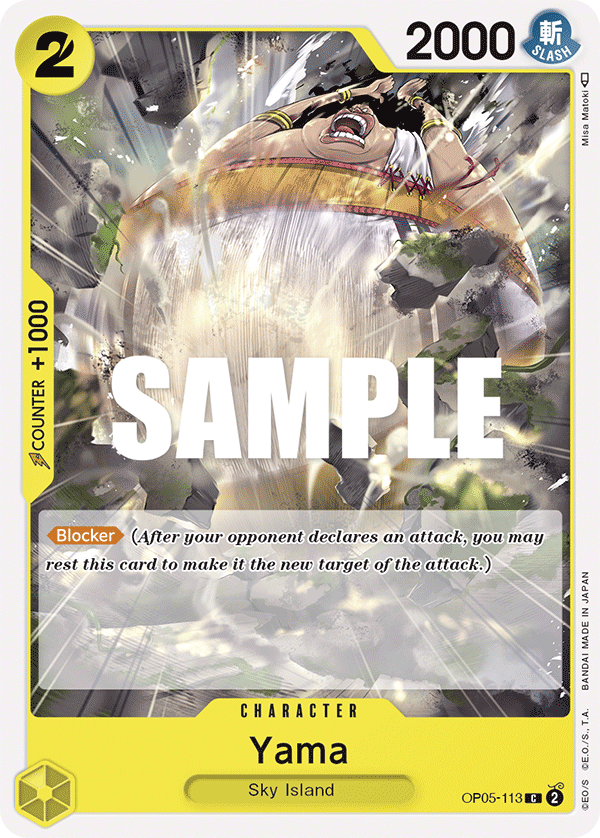 2
2000
斬
SLASH
Misa Matoki
COUNTER +1000
SAMPLE
Blocker (After your opponent declares an attack, you may
rest this card to make it the new target of the attack.)
CHARACTER
Yama
Sky Island
OP05-113 C 2
©EO/S ©E.O./S., T.A. BANDAI MADE IN JAPAN